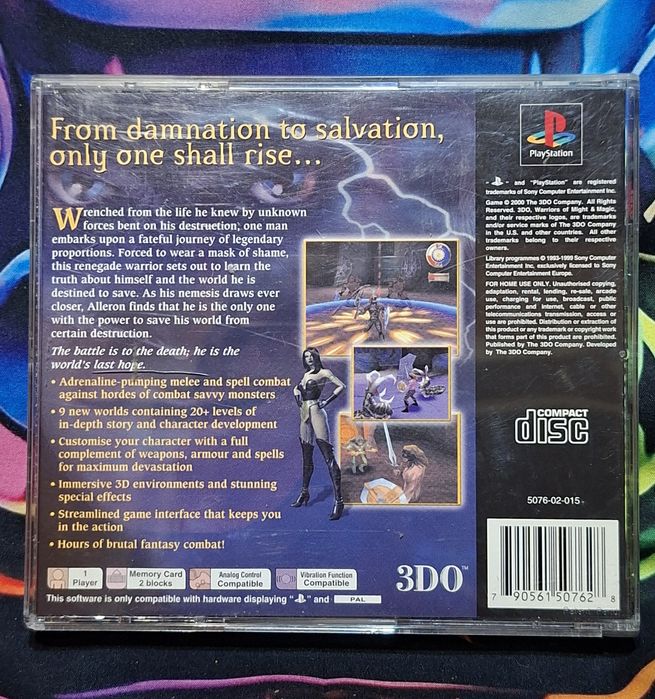 From damnation to salvation,
only one shall rise...
Wrenched from the life he knew by unknown
forces bent on his destruction, one man
embarks upon a fateful journey of legendary
proportions. Forced to wear a mask of shame,
this renegade warrior sets out to learn the
truth about himself and the world he is
destined to save. As his nemesis draws ever
closer, Alleron finds that he is the only one
with the power to save his world from
certain destruction.
The battle is to the death; he is the
world's last hope.
• Adrenaline-pumping melee and spell combat
against hordes of combat savvy monsters
• 9 new worlds containing 20+ levels of
in-depth story and character development
• Customise your character with a full
complement of weapons, armour and spells
for maximum devastation
• Immersive 3D environments and stunning
special effects
• Streamlined game interface that keeps you
in the action
• Hours of brutal fantasy combat!
1
Player
Memory Card
2 blocks
Analog Control
Compatible
Vibration Function
Compatible
3DO™
This software is only compatible with hardware displaying " " and PAL
PlayStation
" " and "PlayStation" are registered
trademarks of Sony Computer Entertainment Inc.
Game © 2000 The 3DO Company. All Rights
Reserved. 3DO, Warriors of Might & Magic,
and their respective logos, are trademarks
and/or service marks of The 3DO Company
in the U.S. and other countries. All other
trademarks belong to their respective
owners.
Library programmes © 1993-1999 Sony Computer
Entertainment Inc. exclusively licensed to Sony
Computer Entertainment Europe.
FOR HOME USE ONLY. Unauthorised copying,
adaptation, rental, lending, re-sale, arcade
use, charging for use, broadcast, public
performance and internet, cable or other
telecommunications transmission, access or
use are prohibited. Distribution or extraction of
this product or any trademark or copyright work
that forms part of this product are prohibited.
Published by The 3DO Company. Developed
by The 3DO Company.
COMPACT
disc
5076-02-015
7 90561 50762 8